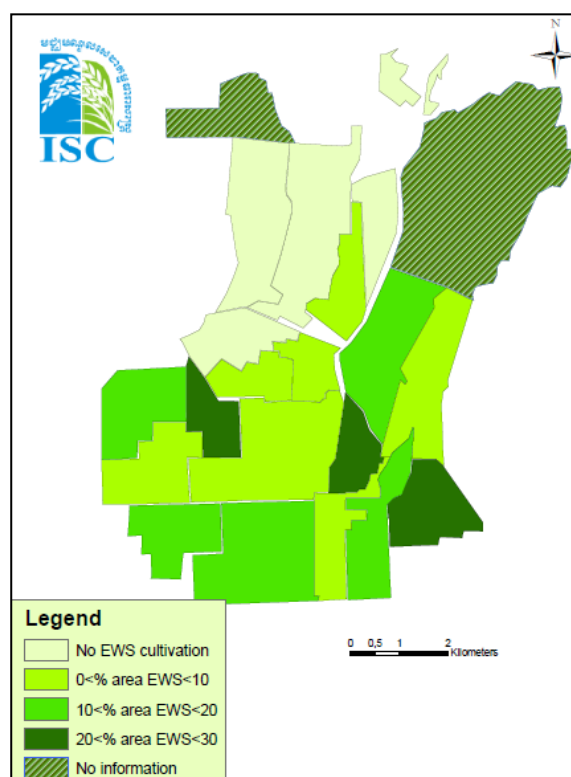 N
ISC
Legend
No EWS cultivation
0<% area EWS<10
10<% area EWS<20
20<% area EWS<30
No information
0 0,5 1 2
Kilometers